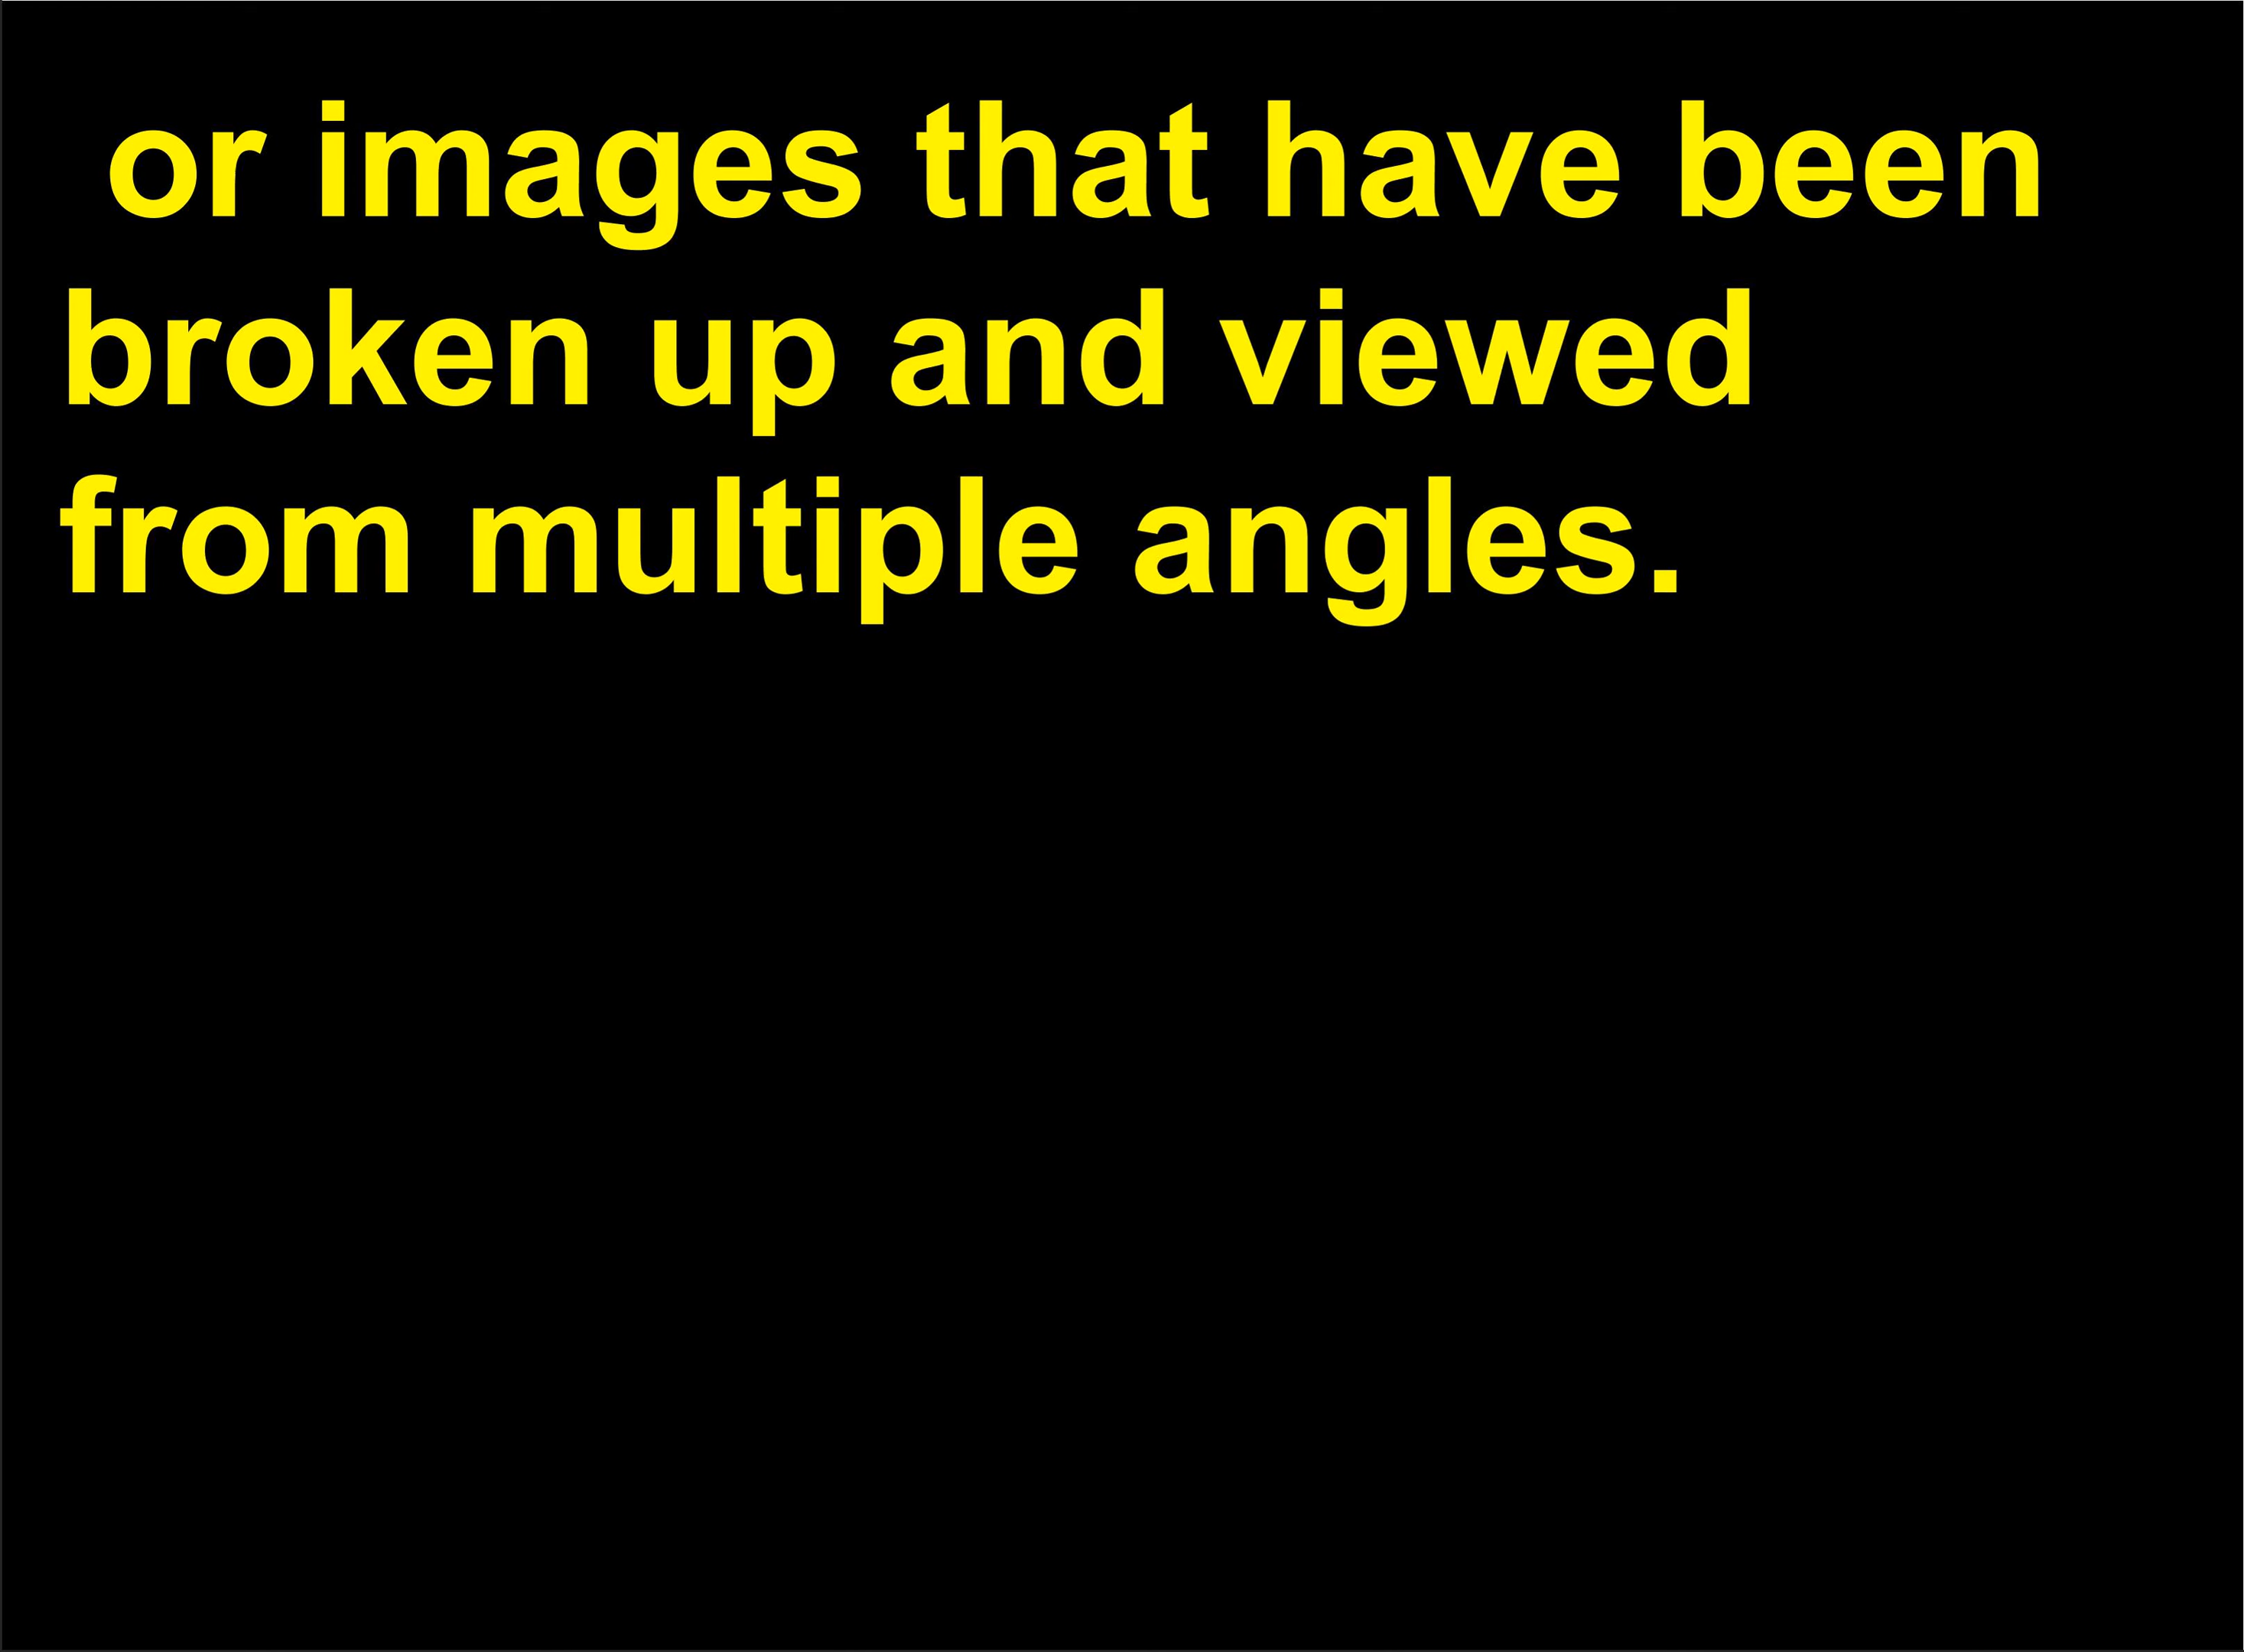 or images that have been
broken up and viewed
from multiple angles.